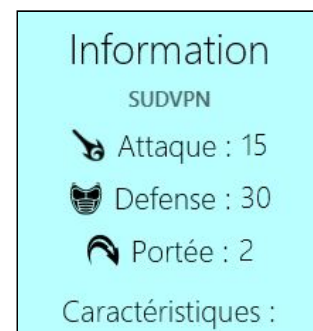 Information
SUDVPN
Attaque : 15
Defense : 30
Portée : 2
Caractéristiques :